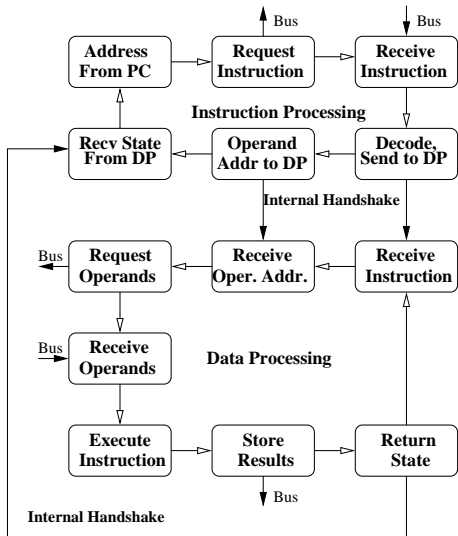 Bus
Bus
Address
From PC
Request
Instruction
Receive
Instruction
Instruction Processing
Recv State
From DP
Operand
Addr to DP
Decode,
Send to DP
Internal Handshake
Bus
Request
Operands
Receive
Oper. Addr.
Receive
Instruction
Bus
Receive
Operands
Data Processing
Execute
Instruction
Store
Results
Return
State
Bus
Internal Handshake